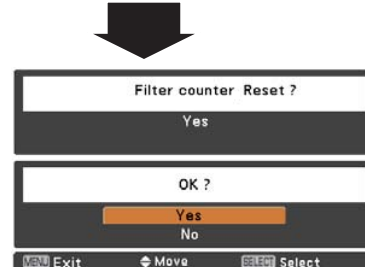 Filter counter Reset ?
Yes
OK ?
Yes
No
MENU Exit Move SELECT Select